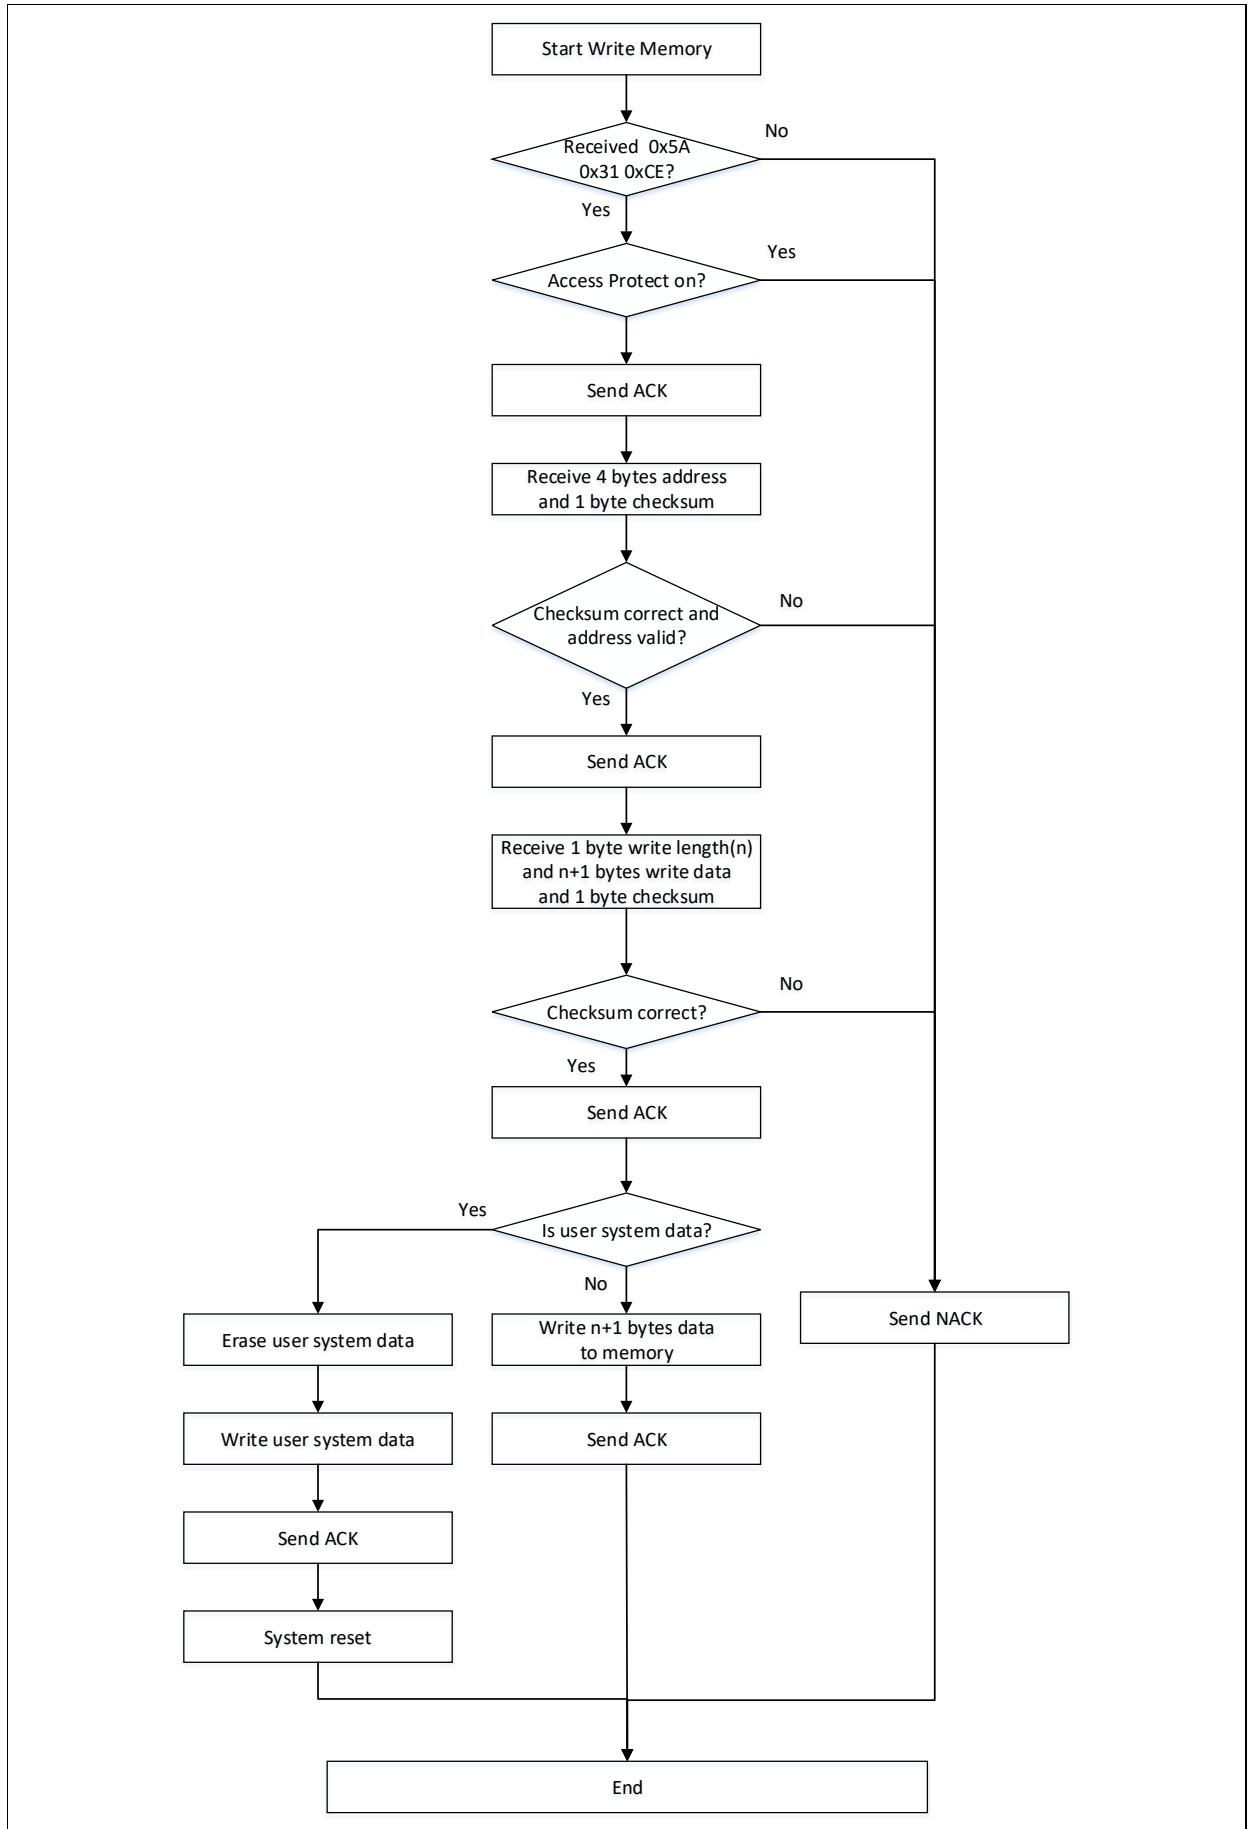 Start Write Memory
Received  0x5A
0x31 0xCE?
No
Yes
Access Protect on?
Yes
Send ACK
Receive 4 bytes address
and 1 byte checksum
Checksum correct and
address valid?
No
Yes
Send ACK
Receive 1 byte write length(n)
and n+1 bytes write data
and 1 byte checksum
Checksum correct?
No
Yes
Send ACK
Is user system data?
Yes
No
Erase user system data
Write n+1 bytes data
to memory
Send NACK
Write user system data
Send ACK
Send ACK
System reset
End